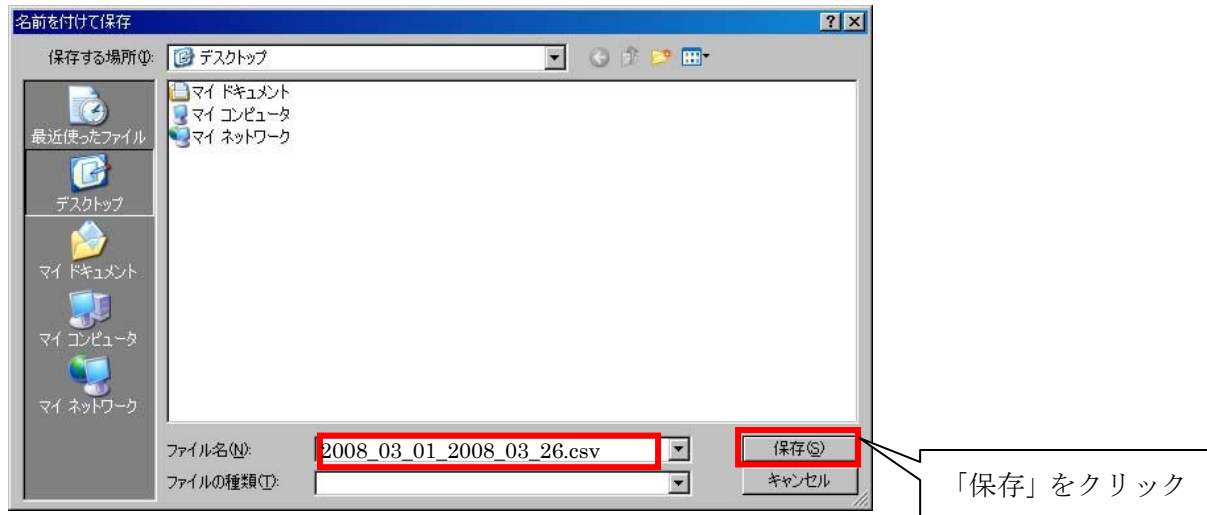 名前を付けて保存
保存する場所(I):
デスクトップ
マイ ドキュメント
マイ コンピュータ
マイ ネットワーク
最近使ったファイル
デスクトップ
マイ ドキュメント
マイ コンピュータ
マイ ネットワーク
ファイル名(N):
2008_03_01_2008_03_26.csv
保存(S)
ファイルの種類(T):
キャンセル
「保存」をクリック